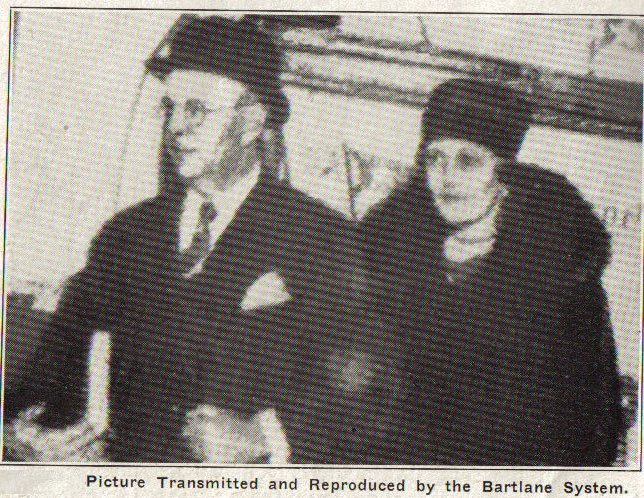 Picture Transmitted and Reproduced by the Bartlane System.